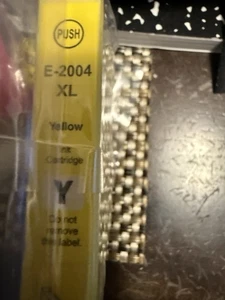 PUSH
E-2004
XL
Yellow
Ink
Cartridge
Y
Do not
remove
this label.